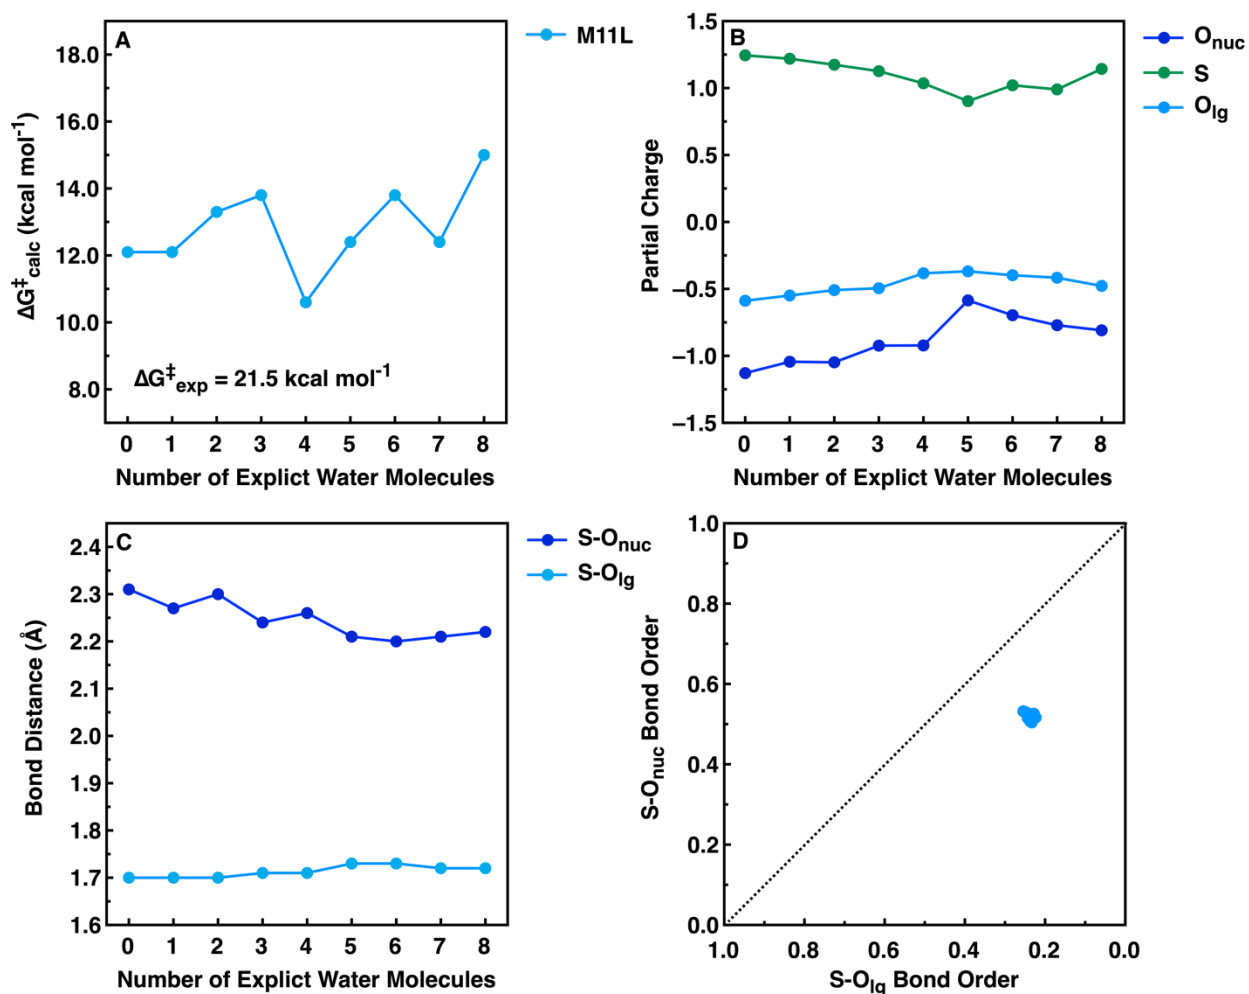 A
M11L
18.0
16.0
14.0
12.0
10.0
8.0
ΔG‡calc (kcal mol⁻¹)
ΔG‡exp = 21.5 kcal mol⁻¹
0 1 2 3 4 5 6 7 8
Number of Explict Water Molecules
B
Onuc
S
Olg
1.5
1.0
0.5
0.0
−0.5
−1.0
−1.5
Partial Charge
0 1 2 3 4 5 6 7 8
Number of Explict Water Molecules
C
S-Onuc
S-Olg
2.4
2.3
2.2
2.1
2.0
1.9
1.8
1.7
1.6
Bond Distance (Å)
0 1 2 3 4 5 6 7 8
Number of Explict Water Molecules
D
1.0
0.8
0.6
0.4
0.2
0.0
S-Onuc Bond Order
1.0 0.8 0.6 0.4 0.2 0.0
S-Olg Bond Order